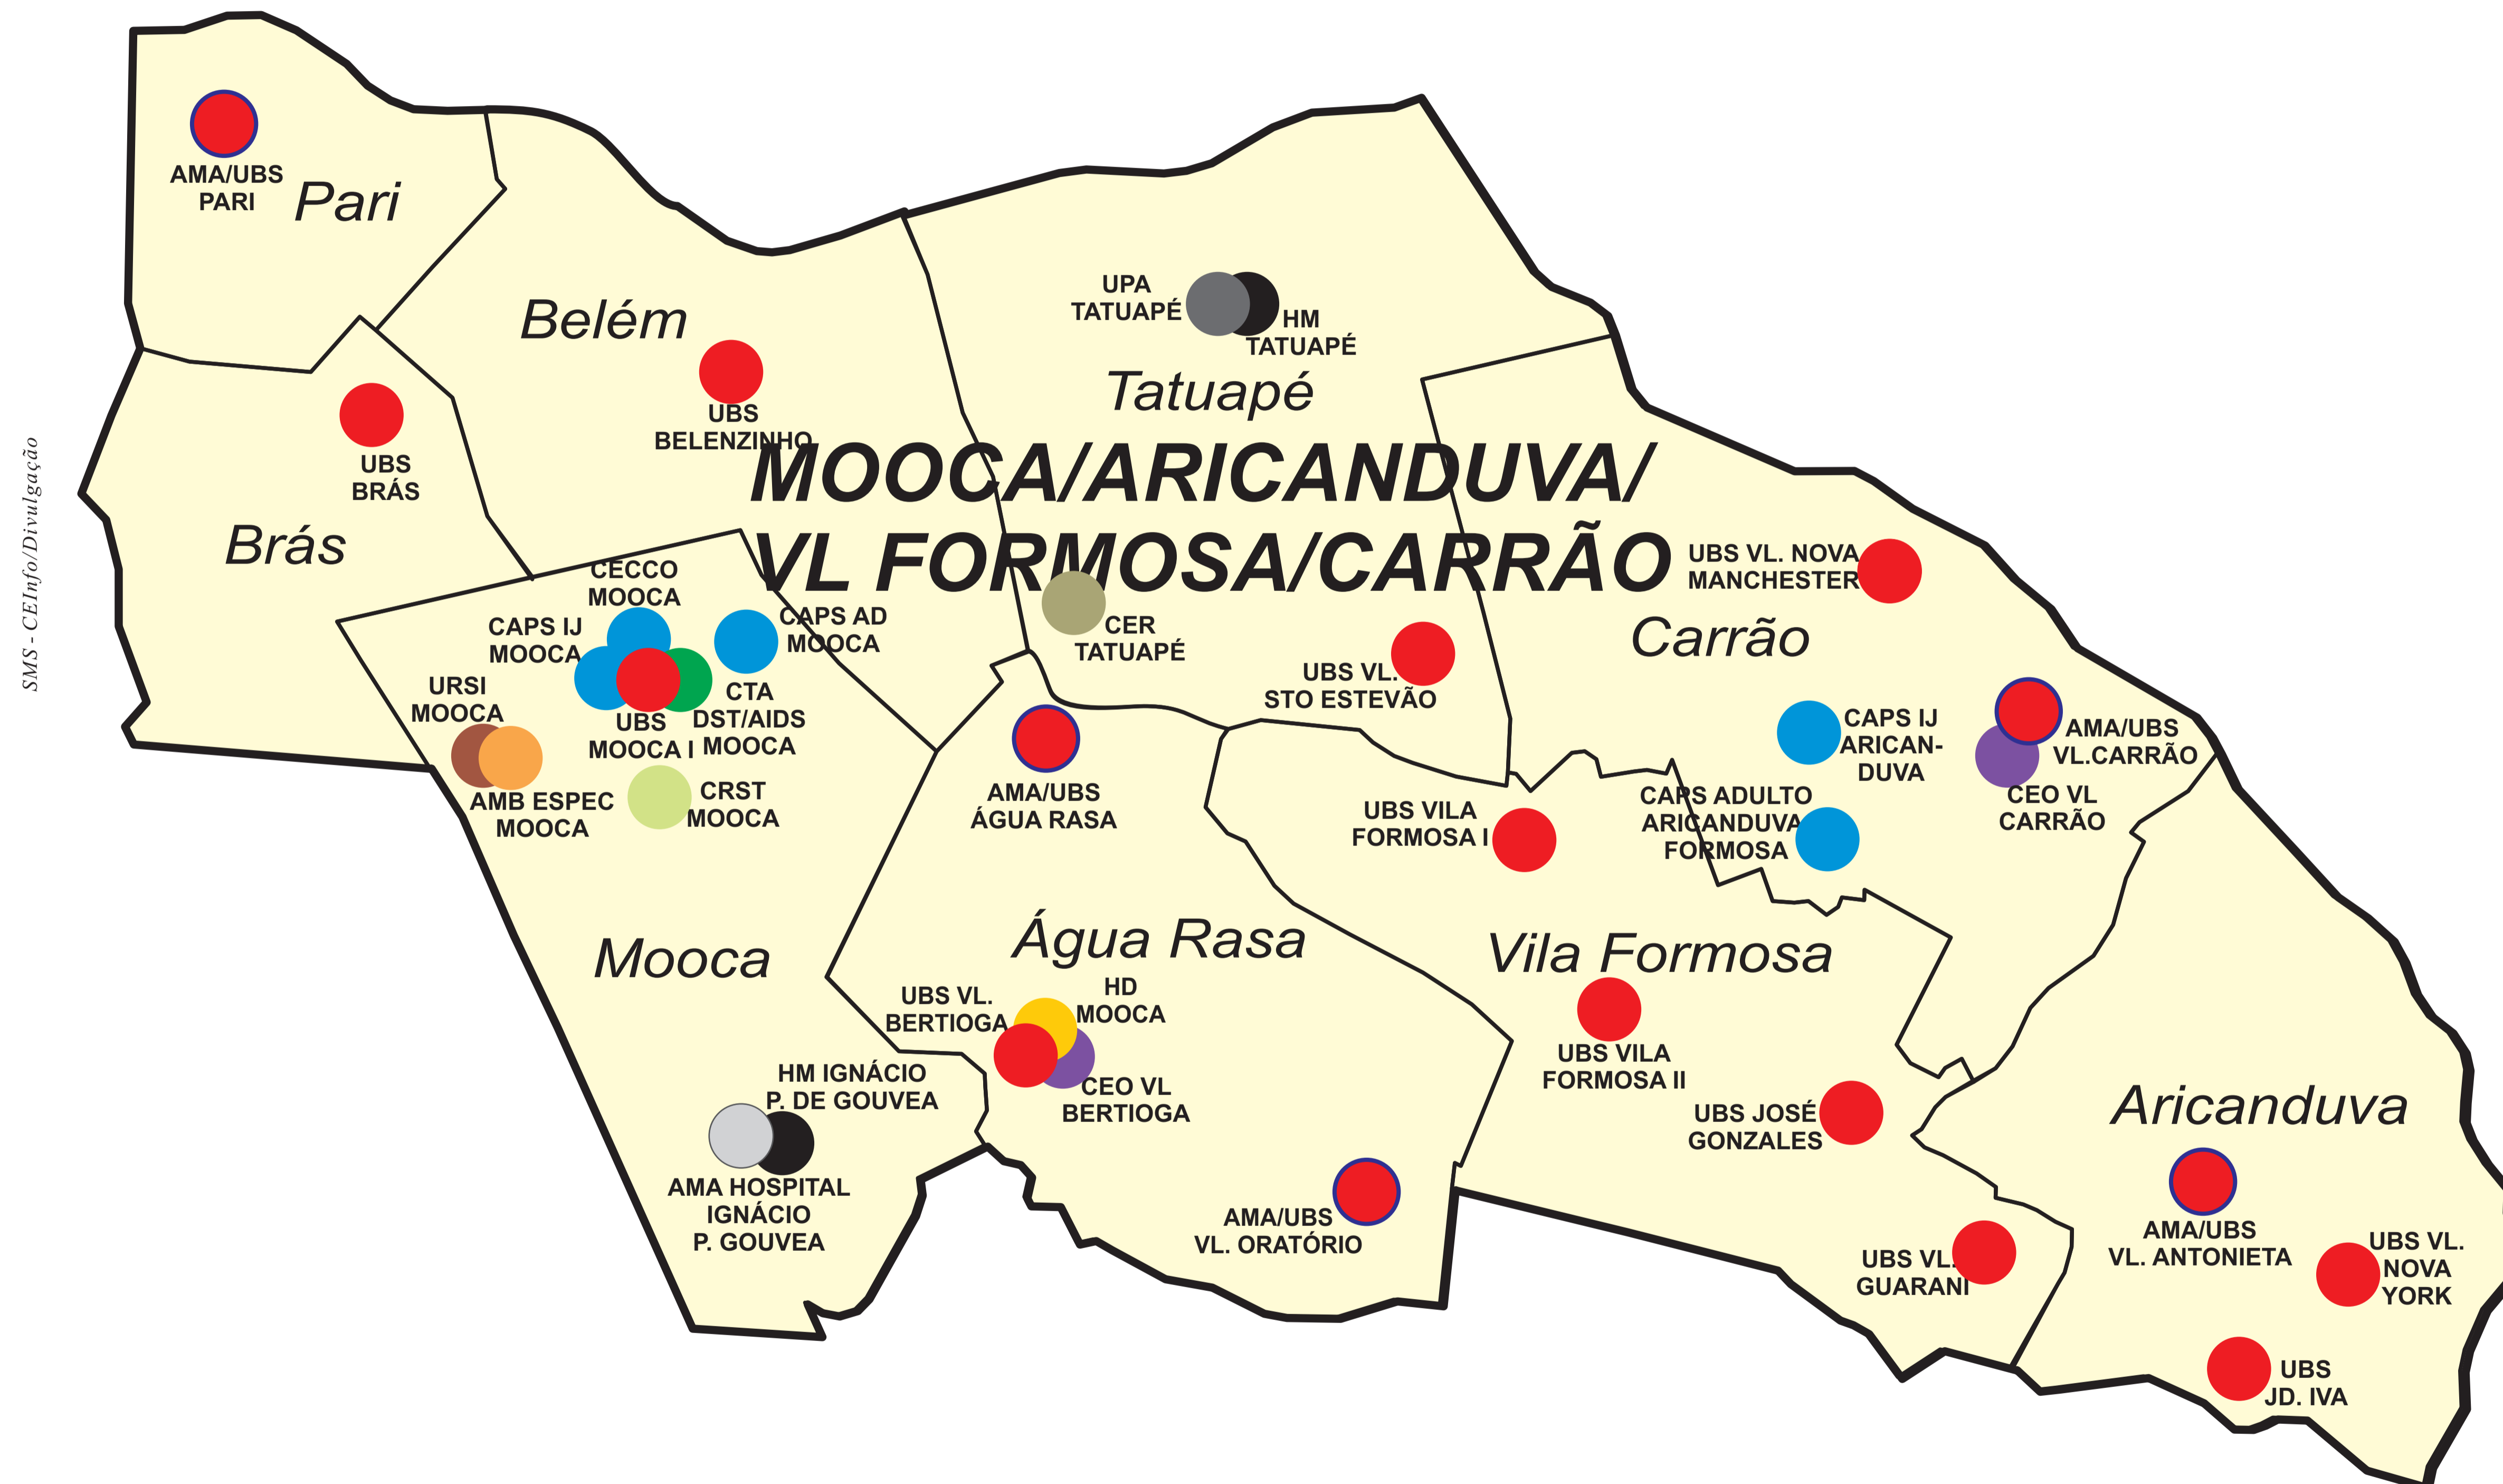 SMS - CEInfo/Divulgação
AMA/UBS
PARI
Pari
Belém
UBS
BELENZINHO
UBS
BRÁS
Brás
UPA
TATUAPÉ
HM
TATUAPÉ
Tatuapé
MOOCA/ARICANDUVA/
VL FORMOSA/CARRÃO
CECCO
MOOCA
CAPS IJ
MOOCA
CAPS AD
MOOCA
URSI
MOOCA
UBS
MOOCA I
CTA
DST/AIDS
MOOCA
AMB ESPEC
MOOCA
CRST
MOOCA
CER
TATUAPÉ
UBS VL.
STO ESTEVÃO
UBS VL. NOVA
MANCHESTER
Carrão
CAPS IJ
ARICAN-
DUVA
AMA/UBS
VL.CARRÃO
CEO VL
CARRÃO
CAPS ADULTO
ARICANDUVA
FORMOSA
UBS VILA
FORMOSA I
AMA/UBS
ÁGUA RASA
Mooca
Água Rasa
Vila Formosa
UBS VL.
BERTIOGA
HD
MOOCA
CEO VL
BERTIOGA
HM IGNÁCIO
P. DE GOUVEA
AMA HOSPITAL
IGNÁCIO
P. GOUVEA
UBS VILA
FORMOSA II
UBS JOSÉ
GONZALES
AMA/UBS
VL. ORATÓRIO
UBS VL.
GUARANI
Aricanduva
AMA/UBS
VL. ANTONIETA
UBS VL.
NOVA
YORK
UBS
JD. IVA